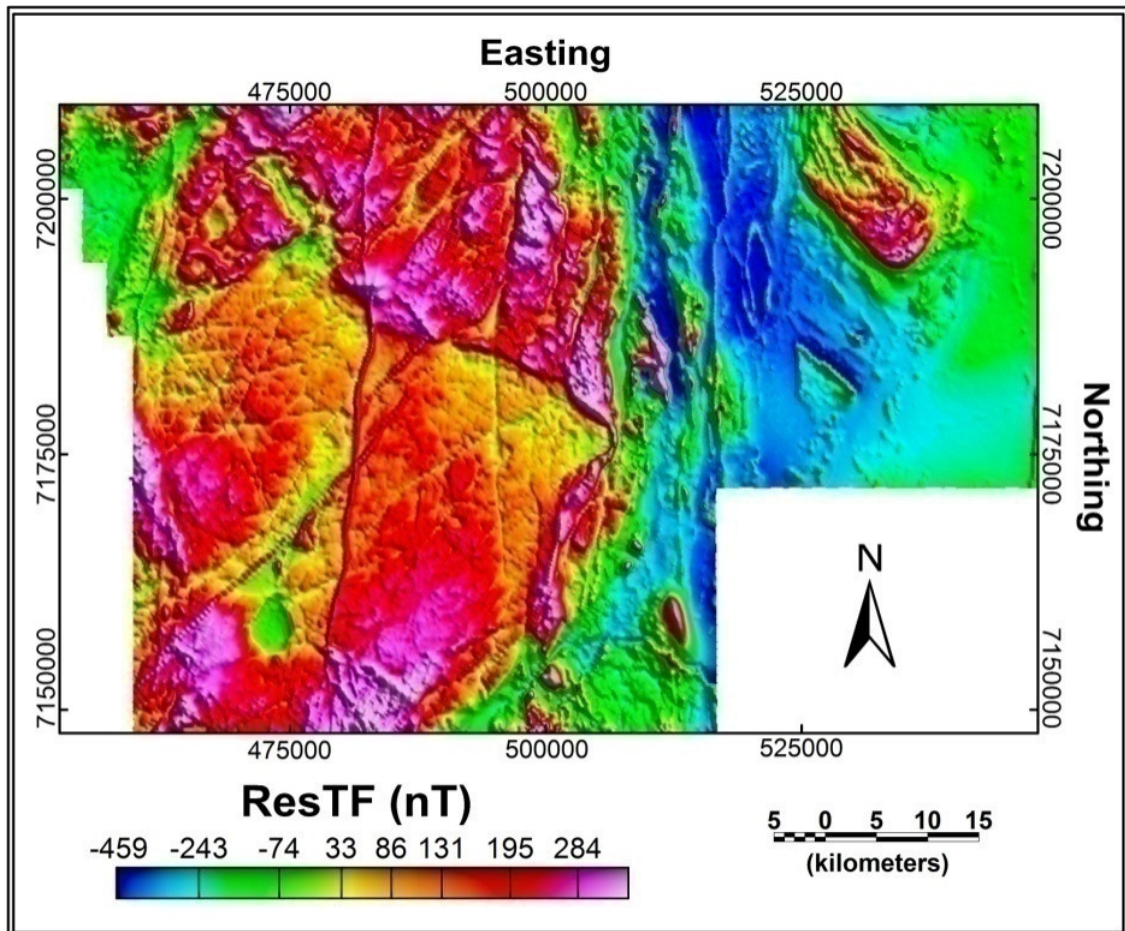 Easting
475000 500000 525000
7200000 7200000
7175000 7175000
Northing
N
7150000 7150000
475000 500000 525000
ResTF (nT)
-459 -243 -74 33 86 131 195 284
5 0 5 10 15
(kilometers)